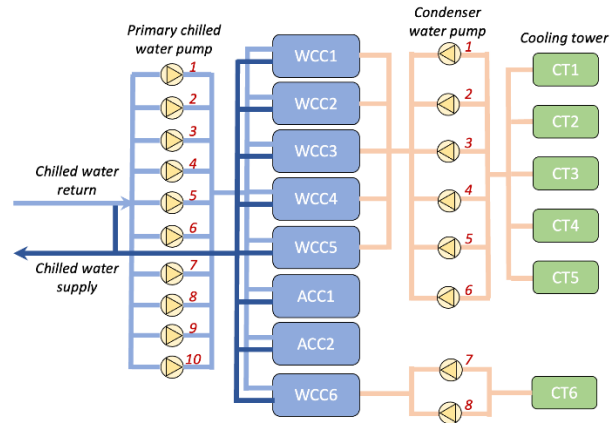 Primary chilled
water pump
Condenser
water pump
Cooling tower
1
2
3
4
5
6
7
8
9
10
Chilled water
return
Chilled water
supply
WCC1
WCC2
WCC3
WCC4
WCC5
ACC1
ACC2
WCC6
1
2
3
4
5
6
7
8
CT1
CT2
CT3
CT4
CT5
CT6